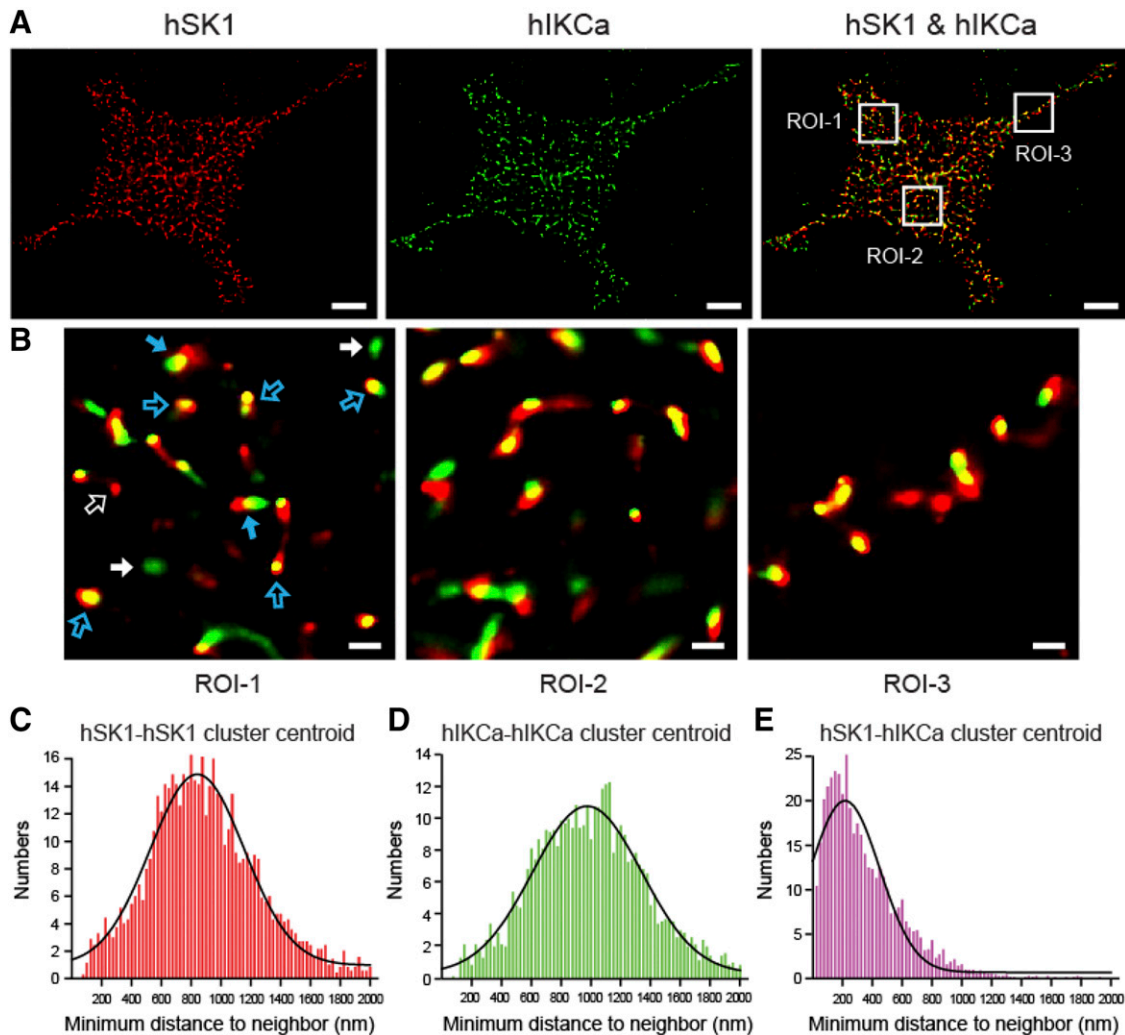 A
hSK1
hIKCa
hSK1 & hIKCa
ROI-1
ROI-3
ROI-2
B
ROI-1
ROI-2
ROI-3
C
hSK1-hSK1 cluster centroid
Numbers
16
14
12
10
8
6
4
2
0
200 400 600 800 1000 1200 1400 1600 1800 2000
Minimum distance to neighbor (nm)
D
hIKCa-hIKCa cluster centroid
Numbers
14
12
10
8
6
4
2
0
200 400 600 800 1000 1200 1400 1600 1800 2000
Minimum distance to neighbor (nm)
E
hSK1-hIKCa cluster centroid
Numbers
25
20
15
10
5
0
200 400 600 800 1000 1200 1400 1600 1800 2000
Minimum distance to neighbor (nm)